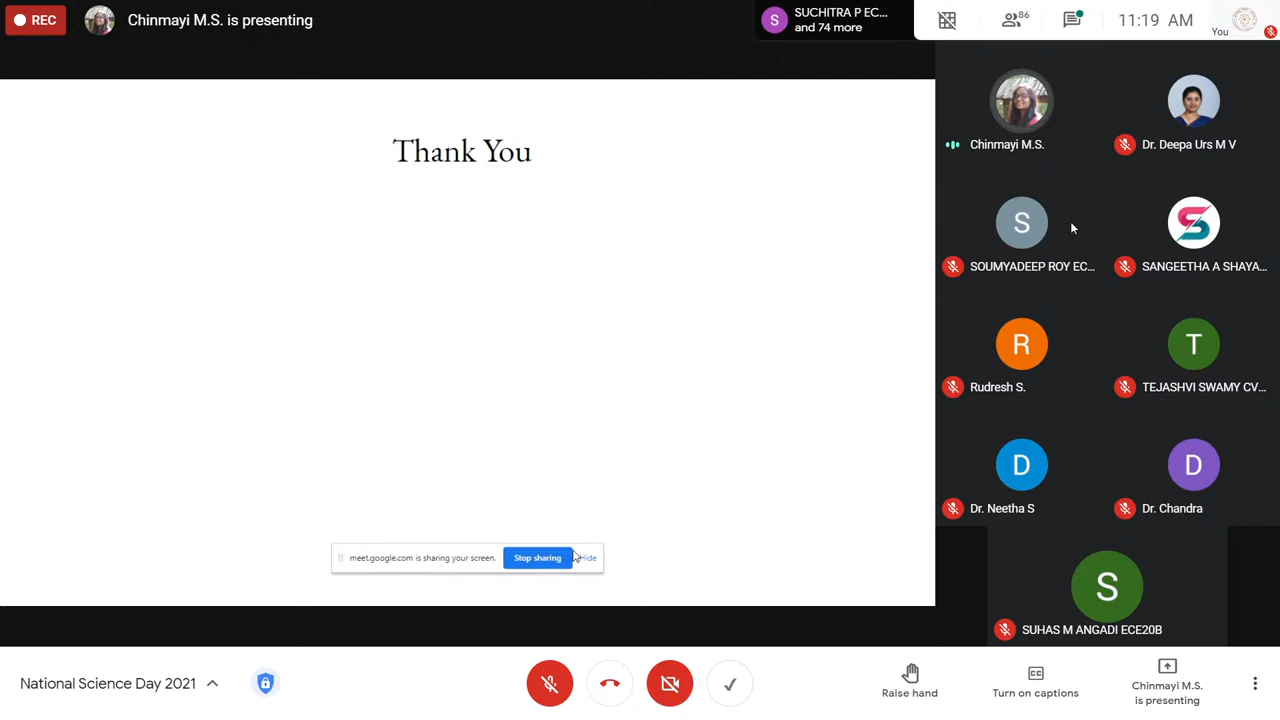 REC
Chinmayi M.S. is presenting
SUCHITRA P EC...
and 74 more
86
11:19 AM
You
Thank You
Chinmayi M.S.
Dr. Deepa Urs M V
S
SOUMYADEEP ROY EC...
S
SANGEETHA A SHAYA...
R
Rudresh S.
T
TEJASHVI SWAMY CV...
D
Dr. Neetha S
D
Dr. Chandra
meet.google.com is sharing your screen.
Stop sharing
Hide
S
SUHAS M ANGADI ECE20B
National Science Day 2021
Raise hand
CC
Turn on captions
Chinmayi M.S.
is presenting